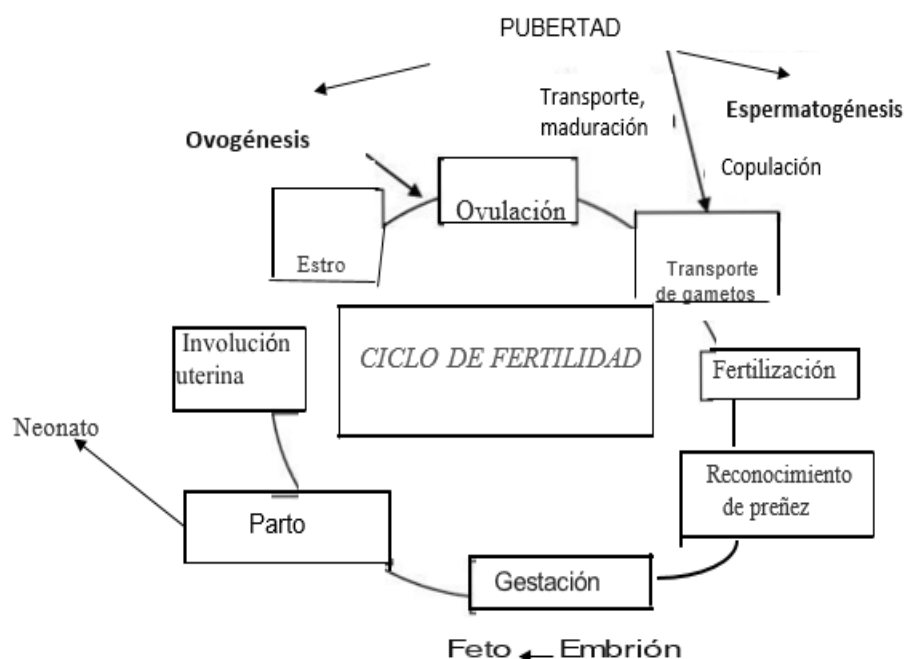 PUBERTAD
Transporte,
maduración
Espermatogénesis
Ovogénesis
Copulación
Ovulación
Estro
Transporte
de gametos
Involución
uterina
CICLO DE FERTILIDAD
Fertilización
Neonato
Reconocimiento
de preñez
Parto
Gestación
Feto ← Embrión